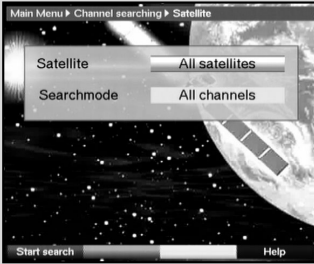 Main Menu ▶ Channel searching ▶ Satellite
Satellite All satellites
Searchmode All channels
Start search Help